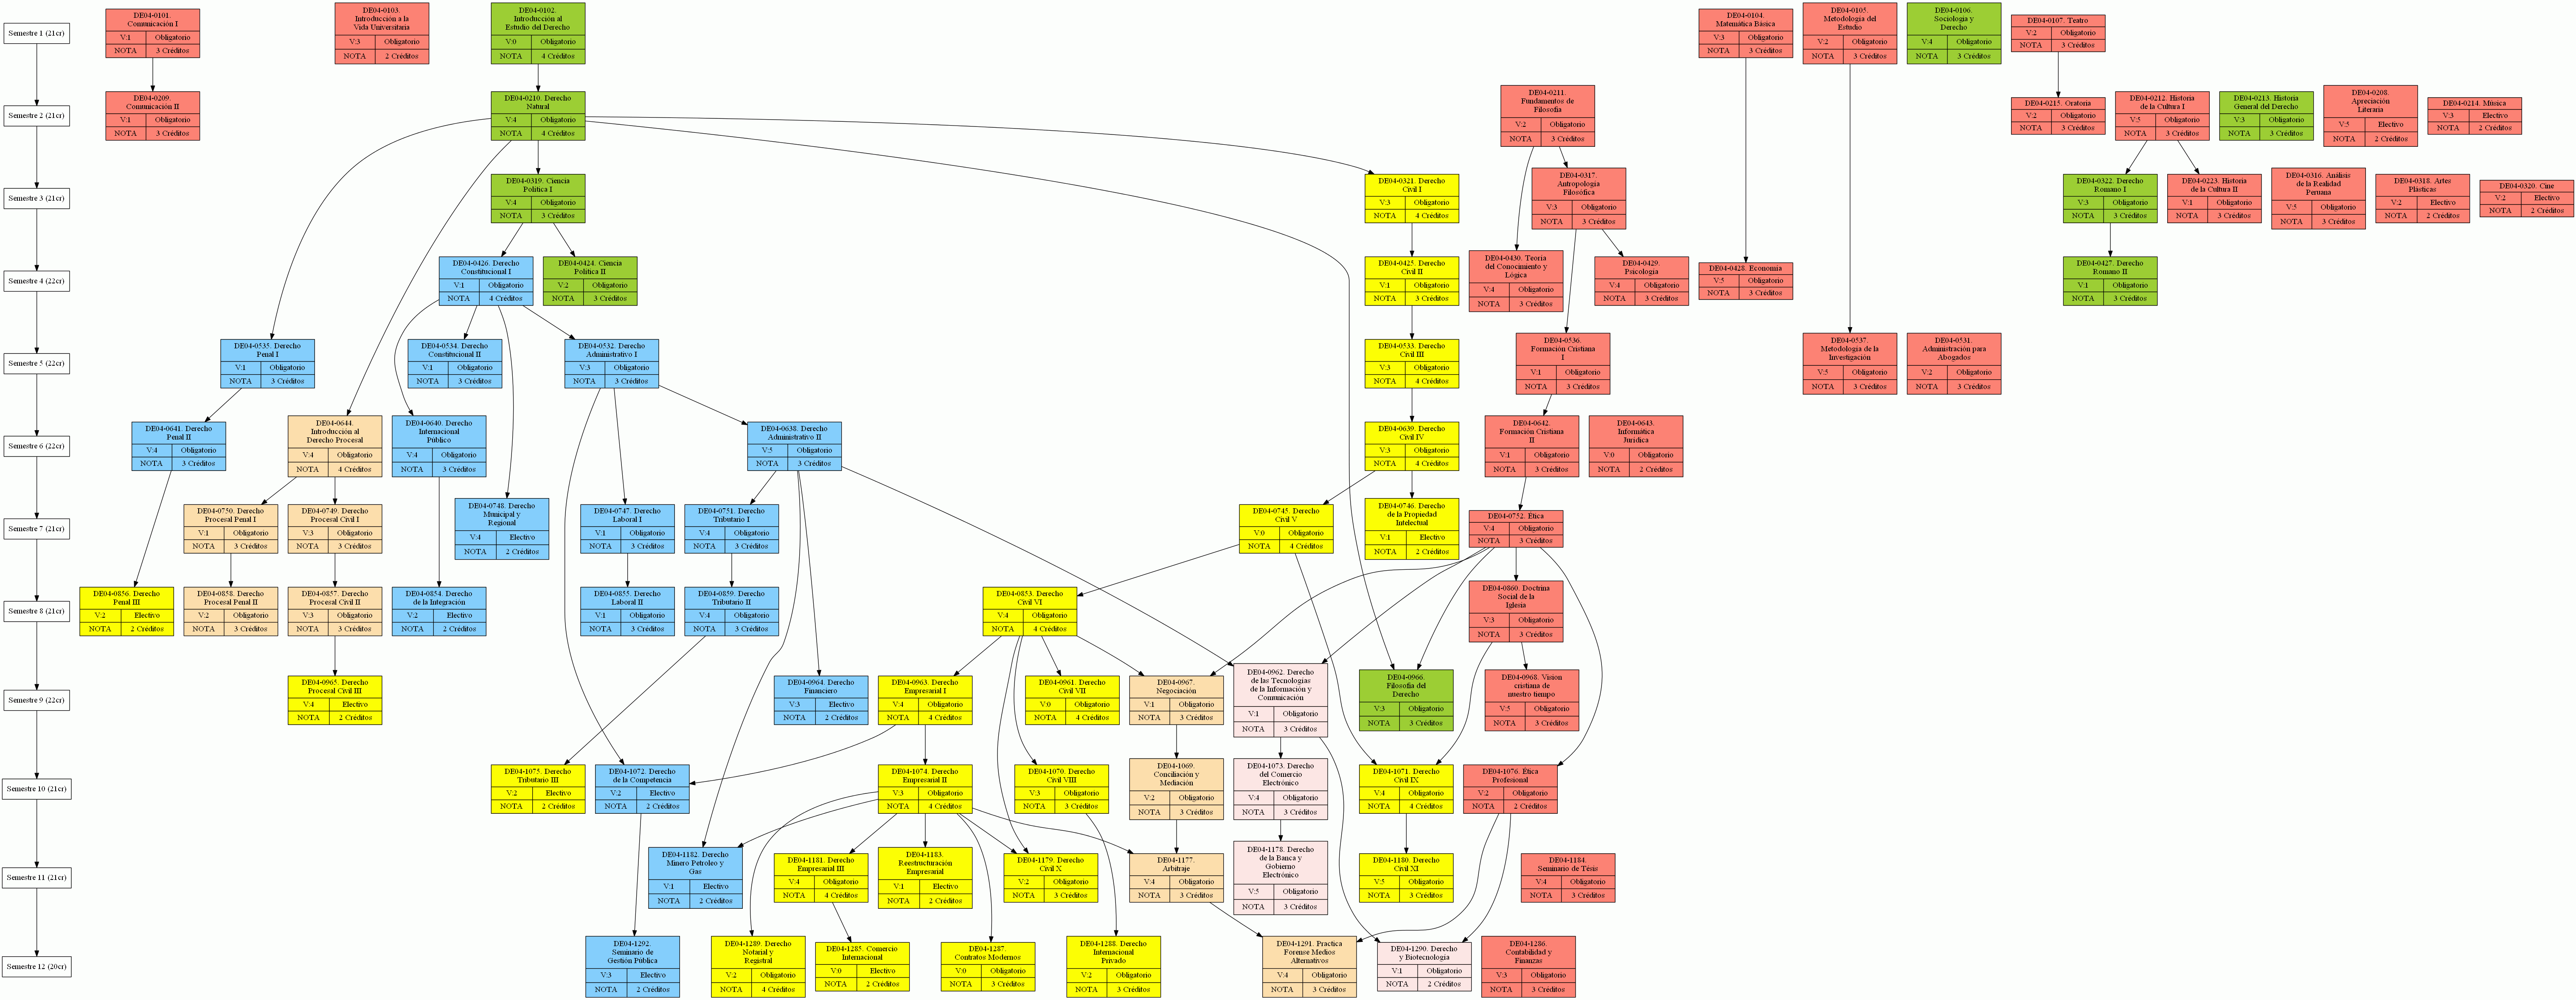 Semestre 1 (21cr)
DE04-0101.
Comunicación I
V:1 Obligatorio
NOTA 3 Créditos
DE04-0103.
Introducción a la
Vida Universitaria
V:3 Obligatorio
NOTA 2 Créditos
DE04-0102.
Introducción al
Estudio del Derecho
V:0 Obligatorio
NOTA 4 Créditos
DE04-0104.
Matemática Básica
V:3 Obligatorio
NOTA 3 Créditos
DE04-0105.
Metodología del
Estudio
V:2 Obligatorio
NOTA 3 Créditos
DE04-0106.
Sociología y
Derecho
V:4 Obligatorio
NOTA 3 Créditos
DE04-0107. Teatro
V:2 Obligatorio
NOTA 3 Créditos
Semestre 2 (21cr)
DE04-0209.
Comunicación II
V:1 Obligatorio
NOTA 3 Créditos
DE04-0210. Derecho
Natural
V:4 Obligatorio
NOTA 4 Créditos
DE04-0211.
Fundamentos de
Filosofía
V:2 Obligatorio
NOTA 3 Créditos
DE04-0215. Oratoria
V:2 Obligatorio
NOTA 3 Créditos
DE04-0212. Historia
de la Cultura I
V:5 Obligatorio
NOTA 3 Créditos
DE04-0213. Historia
General del Derecho
V:3 Obligatorio
NOTA 3 Créditos
DE04-0208.
Apreciación
Literaria
V:5 Electivo
NOTA 2 Créditos
DE04-0214. Música
V:3 Electivo
NOTA 2 Créditos
Semestre 3 (21cr)
DE04-0319. Ciencia
Política I
V:4 Obligatorio
NOTA 3 Créditos
DE04-0321. Derecho
Civil I
V:3 Obligatorio
NOTA 4 Créditos
DE04-0317.
Antropología
Filosófica
V:3 Obligatorio
NOTA 3 Créditos
DE04-0322. Derecho
Romano I
V:3 Obligatorio
NOTA 3 Créditos
DE04-0223. Historia
de la Cultura II
V:1 Obligatorio
NOTA 3 Créditos
DE04-0316. Análisis
de la Realidad
Peruana
V:5 Obligatorio
NOTA 3 Créditos
DE04-0318. Artes
Plásticas
V:2 Electivo
NOTA 2 Créditos
DE04-0320. Cine
V:2 Electivo
NOTA 2 Créditos
Semestre 4 (22cr)
DE04-0426. Derecho
Constitucional I
V:1 Obligatorio
NOTA 4 Créditos
DE04-0424. Ciencia
Política II
V:2 Obligatorio
NOTA 3 Créditos
DE04-0425. Derecho
Civil II
V:1 Obligatorio
NOTA 4 Créditos
DE04-0430. Teoría
del Conocimiento y
Lógica
V:4 Obligatorio
NOTA 3 Créditos
DE04-0429.
Psicología
V:4 Obligatorio
NOTA 3 Créditos
DE04-0428. Economía
V:5 Obligatorio
NOTA 3 Créditos
DE04-0427. Derecho
Romano II
V:1 Obligatorio
NOTA 3 Créditos
Semestre 5 (22cr)
DE04-0535. Derecho
Penal I
V:1 Obligatorio
NOTA 3 Créditos
DE04-0534. Derecho
Constitucional II
V:1 Obligatorio
NOTA 3 Créditos
DE04-0532. Derecho
Administrativo I
V:3 Obligatorio
NOTA 3 Créditos
DE04-0533. Derecho
Civil III
V:3 Obligatorio
NOTA 4 Créditos
DE04-0536.
Formación Cristiana
I
V:1 Obligatorio
NOTA 3 Créditos
DE04-0537.
Metodología de la
Investigación
V:5 Obligatorio
NOTA 3 Créditos
DE04-0531.
Administración para
Abogados
V:2 Obligatorio
NOTA 3 Créditos
Semestre 6 (22cr)
DE04-0641. Derecho
Penal II
V:4 Obligatorio
NOTA 3 Créditos
DE04-0644.
Introducción al
Derecho Procesal
V:4 Obligatorio
NOTA 4 Créditos
DE04-0640. Derecho
Internacional
Público
V:4 Obligatorio
NOTA 3 Créditos
DE04-0638. Derecho
Administrativo II
V:5 Obligatorio
NOTA 3 Créditos
DE04-0639. Derecho
Civil IV
V:3 Obligatorio
NOTA 4 Créditos
DE04-0642.
Formación Cristiana
II
V:1 Obligatorio
NOTA 3 Créditos
DE04-0643.
Informática
Jurídica
V:0 Obligatorio
NOTA 2 Créditos
Semestre 7 (21cr)
DE04-0750. Derecho
Procesal Penal I
V:1 Obligatorio
NOTA 3 Créditos
DE04-0749. Derecho
Procesal Civil I
V:3 Obligatorio
NOTA 3 Créditos
DE04-0748. Derecho
Municipal y
Regional
V:4 Electivo
NOTA 2 Créditos
DE04-0747. Derecho
Laboral I
V:1 Obligatorio
NOTA 3 Créditos
DE04-0751. Derecho
Tributario I
V:4 Obligatorio
NOTA 3 Créditos
DE04-0745. Derecho
Civil V
V:0 Obligatorio
NOTA 4 Créditos
DE04-0746. Derecho
de la Propiedad
Intelectual
V:1 Electivo
NOTA 2 Créditos
DE04-0752. Ética
V:4 Obligatorio
NOTA 3 Créditos
Semestre 8 (21cr)
DE04-0856. Derecho
Penal III
V:2 Electivo
NOTA 2 Créditos
DE04-0858. Derecho
Procesal Penal II
V:2 Obligatorio
NOTA 3 Créditos
DE04-0857. Derecho
Procesal Civil II
V:3 Obligatorio
NOTA 3 Créditos
DE04-0854. Derecho
de la Integración
V:2 Electivo
NOTA 2 Créditos
DE04-0855. Derecho
Laboral II
V:1 Obligatorio
NOTA 3 Créditos
DE04-0859. Derecho
Tributario II
V:4 Obligatorio
NOTA 3 Créditos
DE04-0853. Derecho
Civil VI
V:4 Obligatorio
NOTA 4 Créditos
DE04-0860. Doctrina
Social de la
Iglesia
V:3 Obligatorio
NOTA 3 Créditos
Semestre 9 (22cr)
DE04-0965. Derecho
Procesal Civil III
V:4 Electivo
NOTA 2 Créditos
DE04-0964. Derecho
Financiero
V:3 Electivo
NOTA 2 Créditos
DE04-0963. Derecho
Empresarial I
V:4 Obligatorio
NOTA 4 Créditos
DE04-0961. Derecho
Civil VII
V:0 Obligatorio
NOTA 4 Créditos
DE04-0967.
Negociación
V:1 Obligatorio
NOTA 3 Créditos
DE04-0962. Derecho
de las Tecnologías
de la Información y
Comunicación
V:1 Obligatorio
NOTA 3 Créditos
DE04-0966.
Filosofía del
Derecho
V:3 Obligatorio
NOTA 3 Créditos
DE04-0968. Vision
cristiana de
nuestro tiempo
V:5 Obligatorio
NOTA 3 Créditos
Semestre 10 (21cr)
DE04-1075. Derecho
Tributario III
V:2 Electivo
NOTA 2 Créditos
DE04-1072. Derecho
de la Competencia
V:2 Electivo
NOTA 2 Créditos
DE04-1074. Derecho
Empresarial II
V:3 Obligatorio
NOTA 4 Créditos
DE04-1070. Derecho
Civil VIII
V:3 Obligatorio
NOTA 3 Créditos
DE04-1069.
Conciliación y
Mediación
V:2 Obligatorio
NOTA 3 Créditos
DE04-1073. Derecho
del Comercio
Electrónico
V:4 Obligatorio
NOTA 3 Créditos
DE04-1071. Derecho
Civil IX
V:4 Obligatorio
NOTA 4 Créditos
DE04-1076. Ética
Profesional
V:2 Obligatorio
NOTA 2 Créditos
Semestre 11 (21cr)
DE04-1182. Derecho
Minero Petroleo y
Gas
V:1 Electivo
NOTA 2 Créditos
DE04-1181. Derecho
Empresarial III
V:4 Obligatorio
NOTA 4 Créditos
DE04-1183.
Reestructuración
Empresarial
V:1 Electivo
NOTA 2 Créditos
DE04-1179. Derecho
Civil X
V:2 Obligatorio
NOTA 3 Créditos
DE04-1177.
Arbitraje
V:4 Obligatorio
NOTA 3 Créditos
DE04-1178. Derecho
de la Banca y
Gobierno
Electrónico
V:5 Obligatorio
NOTA 3 Créditos
DE04-1180. Derecho
Civil XI
V:5 Obligatorio
NOTA 3 Créditos
DE04-1184.
Seminario de Tésis
V:4 Obligatorio
NOTA 3 Créditos
Semestre 12 (20cr)
DE04-1292.
Seminario de
Gestión Pública
V:3 Electivo
NOTA 2 Créditos
DE04-1289. Derecho
Notarial y
Registral
V:2 Obligatorio
NOTA 4 Créditos
DE04-1285. Comercio
Internacional
V:0 Electivo
NOTA 2 Créditos
DE04-1287.
Contratos Modernos
V:0 Obligatorio
NOTA 3 Créditos
DE04-1288. Derecho
Internacional
Privado
V:2 Obligatorio
NOTA 3 Créditos
DE04-1291. Practica
Forense Medios
Alternativos
V:4 Obligatorio
NOTA 3 Créditos
DE04-1290. Derecho
y Biotecnología
V:1 Obligatorio
NOTA 2 Créditos
DE04-1286.
Contabilidad y
Finanzas
V:3 Obligatorio
NOTA 3 Créditos